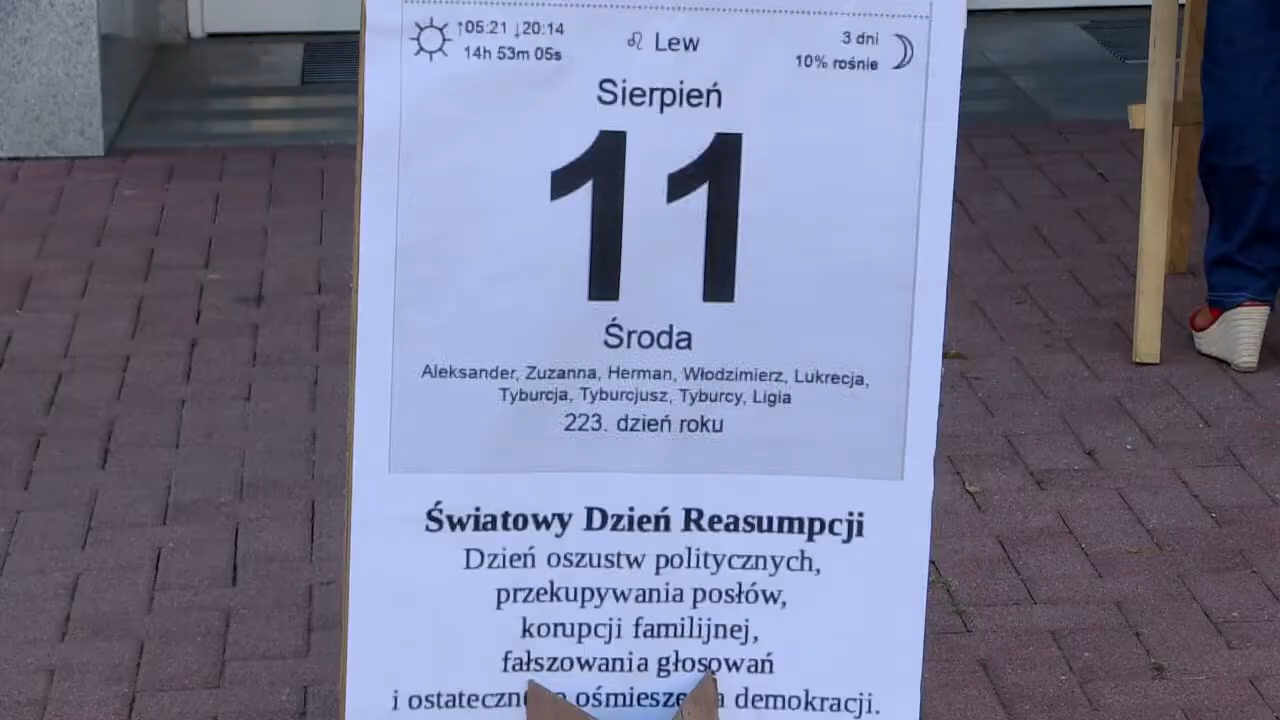 ↑05:21 ↓20:14
14h 53m 05s
♌ Lew
3 dni
10% rośnie
Sierpień
11
Środa
Aleksander, Zuzanna, Herman, Włodzimierz, Lukrecja,
Tyburcja, Tyburcjusz, Tyburcy, Ligia
223. dzień roku
Światowy Dzień Reasumpcji
Dzień oszustw politycznych,
przekupywania posłów,
korupcji familijnej,
fałszowania głosowań
i demokracji.